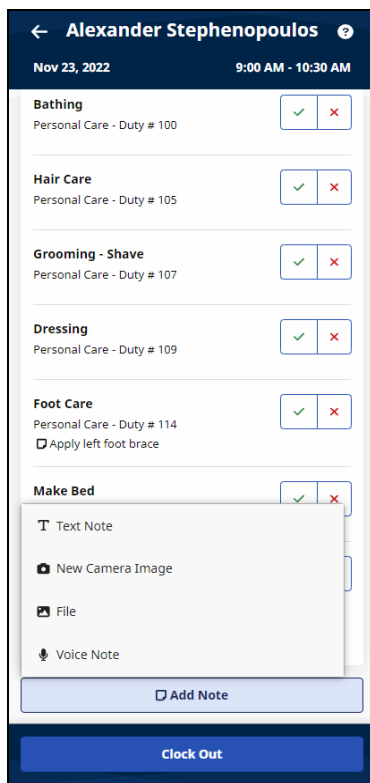 Alexander Stephenopoulos
Nov 23, 2022 9:00 AM - 10:30 AM
Bathing
Personal Care - Duty # 100
Hair Care
Personal Care - Duty # 105
Grooming - Shave
Personal Care - Duty # 107
Dressing
Personal Care - Duty # 109
Foot Care
Personal Care - Duty # 114
Apply left foot brace
Make Bed
Text Note
New Camera Image
File
Voice Note
Add Note
Clock Out